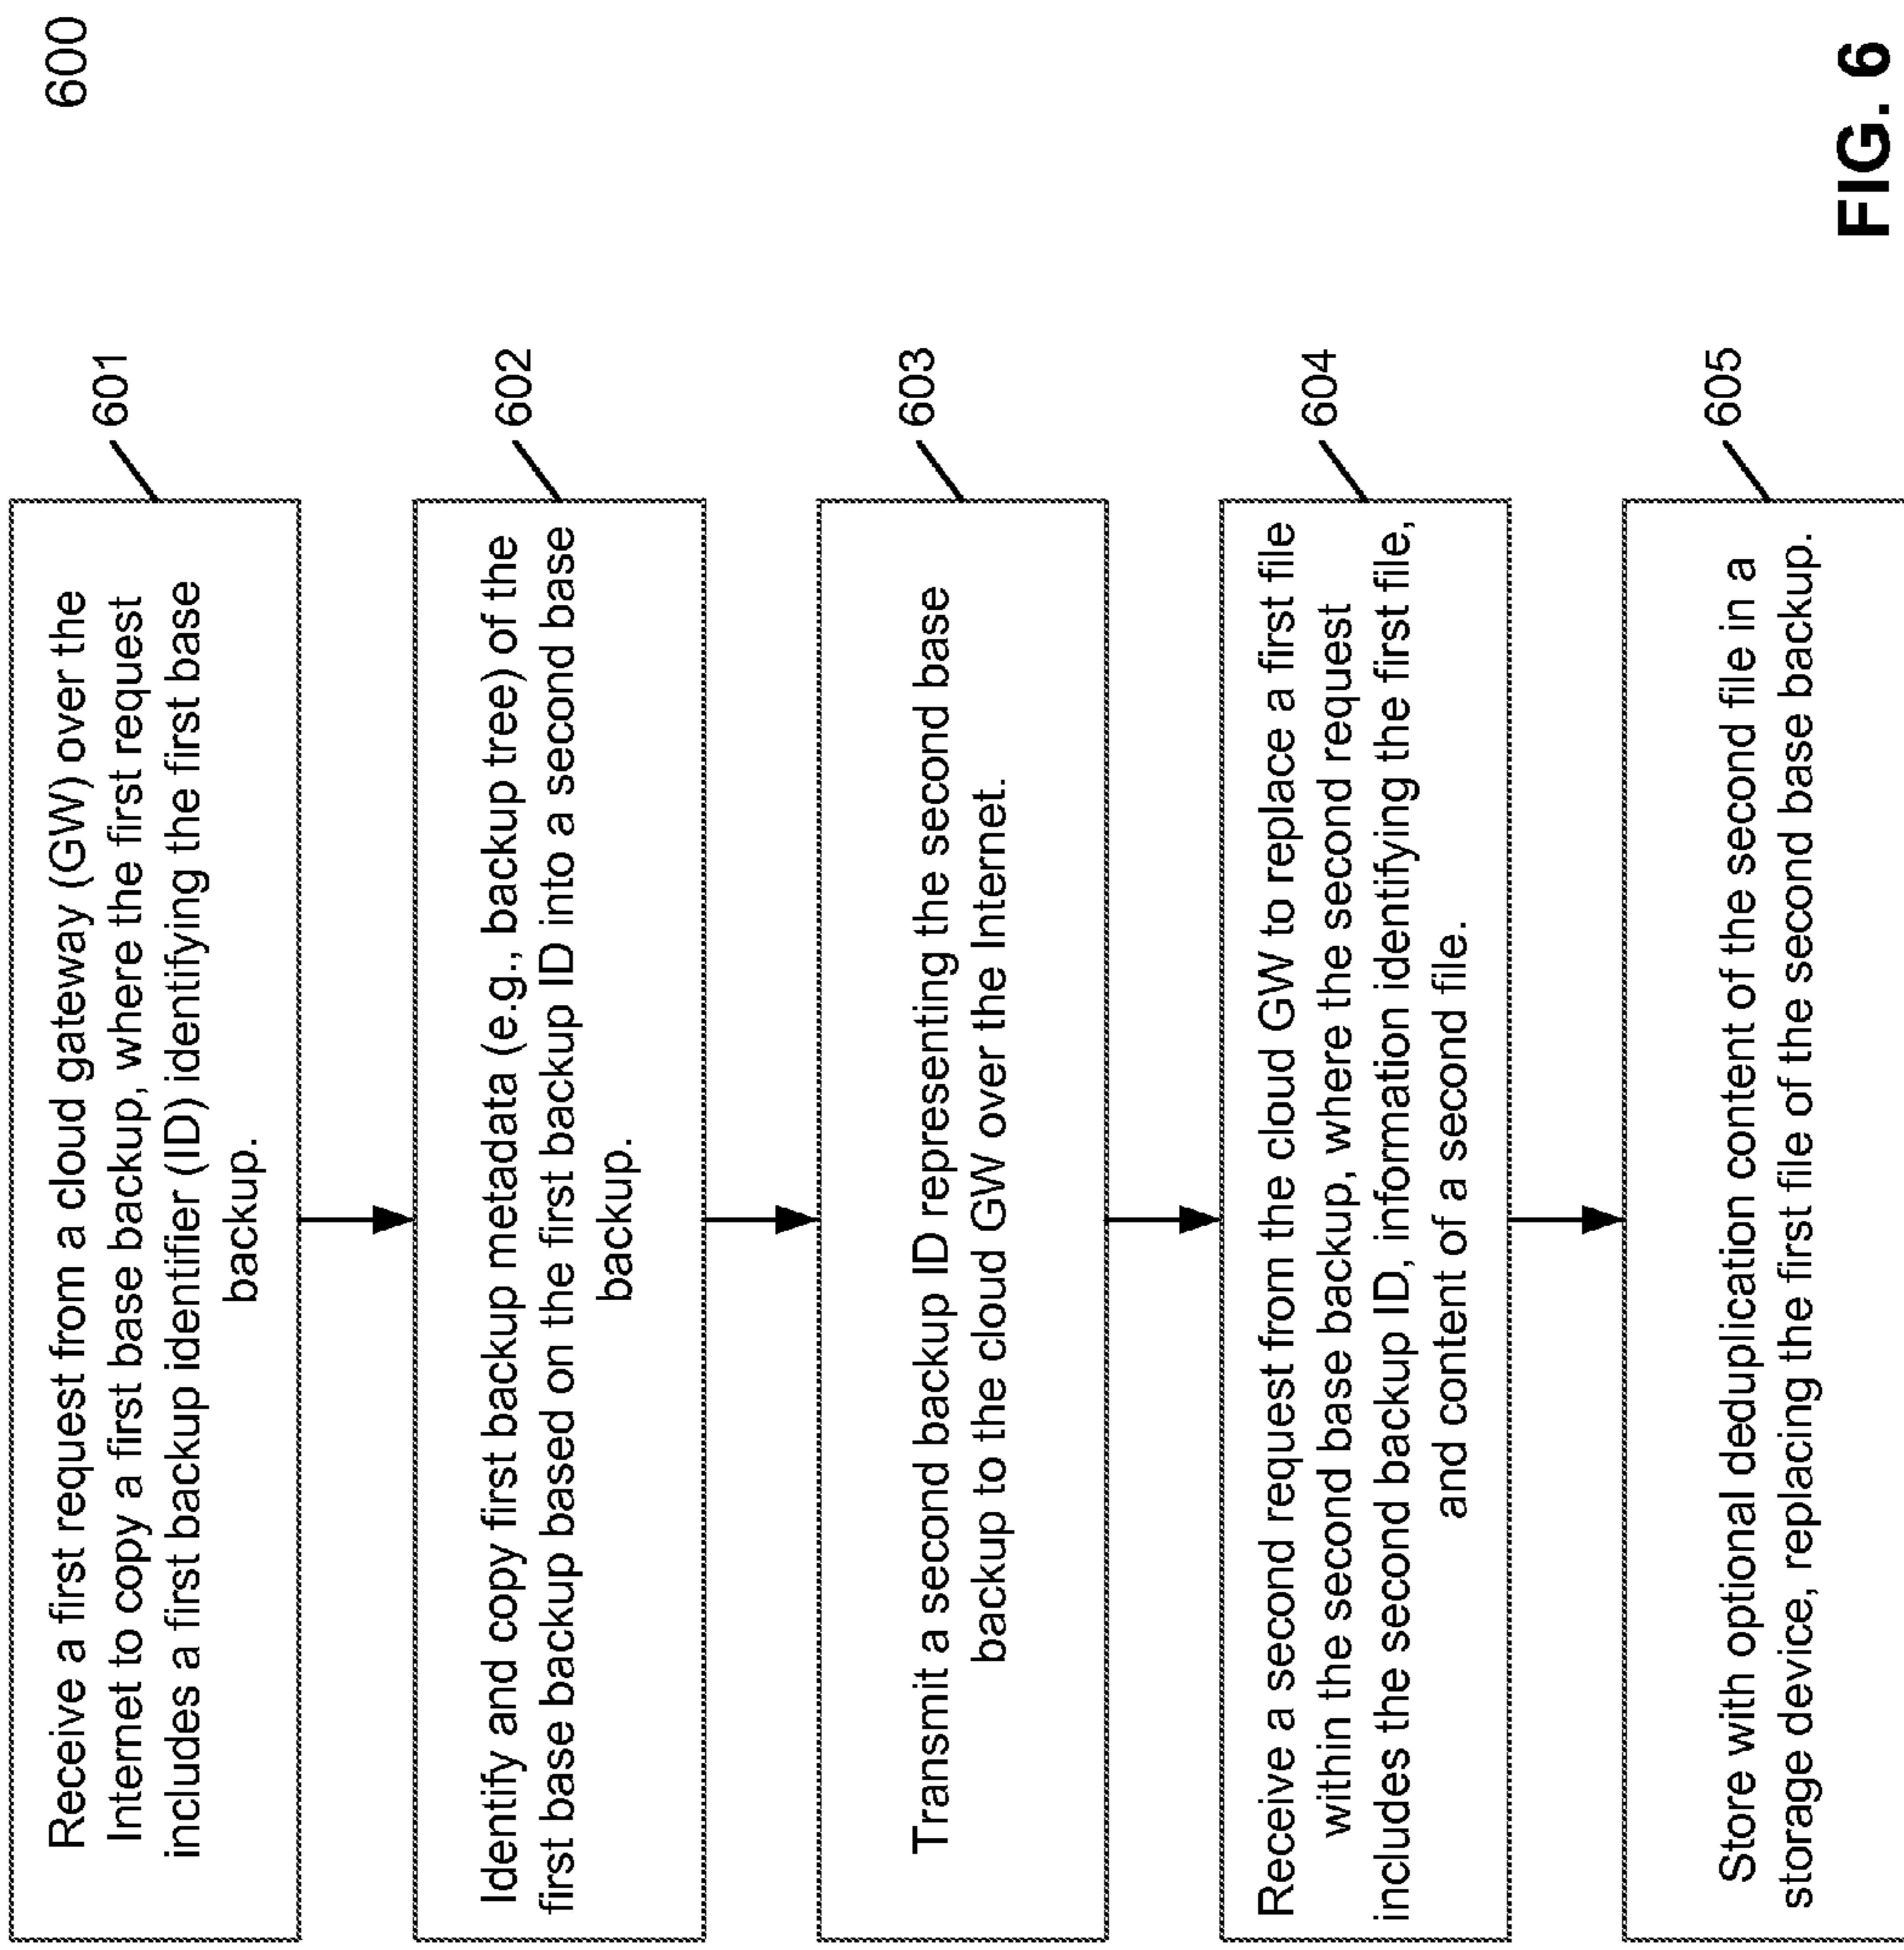 600
Receive a first request from a cloud gateway (GW) over the
Internet to copy a first base backup, where the first request
includes a first backup identifier (ID) identifying the first base
backup.
601
Identify and copy first backup metadata (e.g., backup tree) of the
first base backup based on the first backup ID into a second base
backup.
602
Transmit a second backup ID representing the second base
backup to the cloud GW over the Internet.
603
Receive a second request from the cloud GW to replace a first file
within the second base backup, where the second request
includes the second backup ID, information identifying the first file,
and content of a second file.
604
Store with optional deduplication content of the second file in a
storage device, replacing the first file of the second base backup.
605
FIG. 6